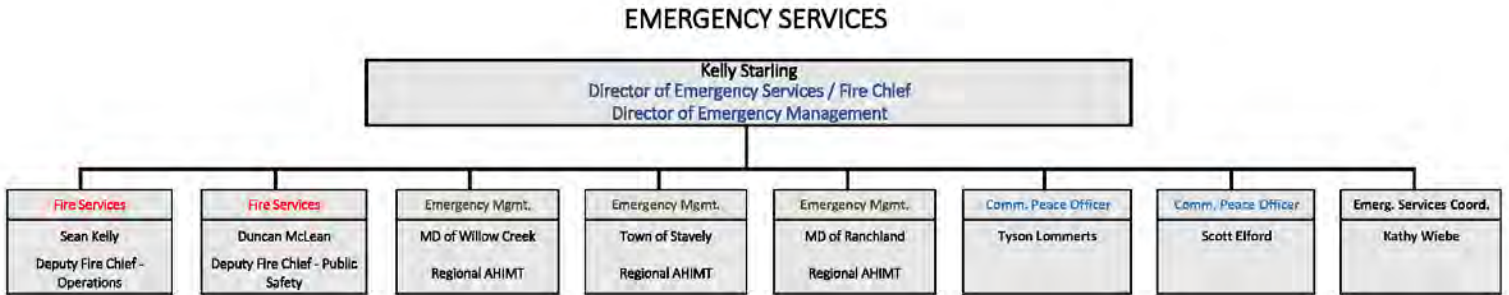 EMERGENCY SERVICES
Kelly Starling
Director of Emergency Services / Fire Chief
Director of Emergency Management
Fire Services
Sean Kelly
Deputy Fire Chief -
Operations
Fire Services
Duncan McLean
Deputy Fire Chief - Public
Safety
Emergency Mgmt.
MD of Willow Creek
Regional AHIMT
Emergency Mgmt.
Town of Stavely
Regional AHIMT
Emergency Mgmt.
MD of Ranchland
Regional AHIMT
Comm. Peace Officer
Tyson Lommerts
Comm. Peace Officer
Scott Elford
Emerg. Services Coord.
Kathy Wiebe